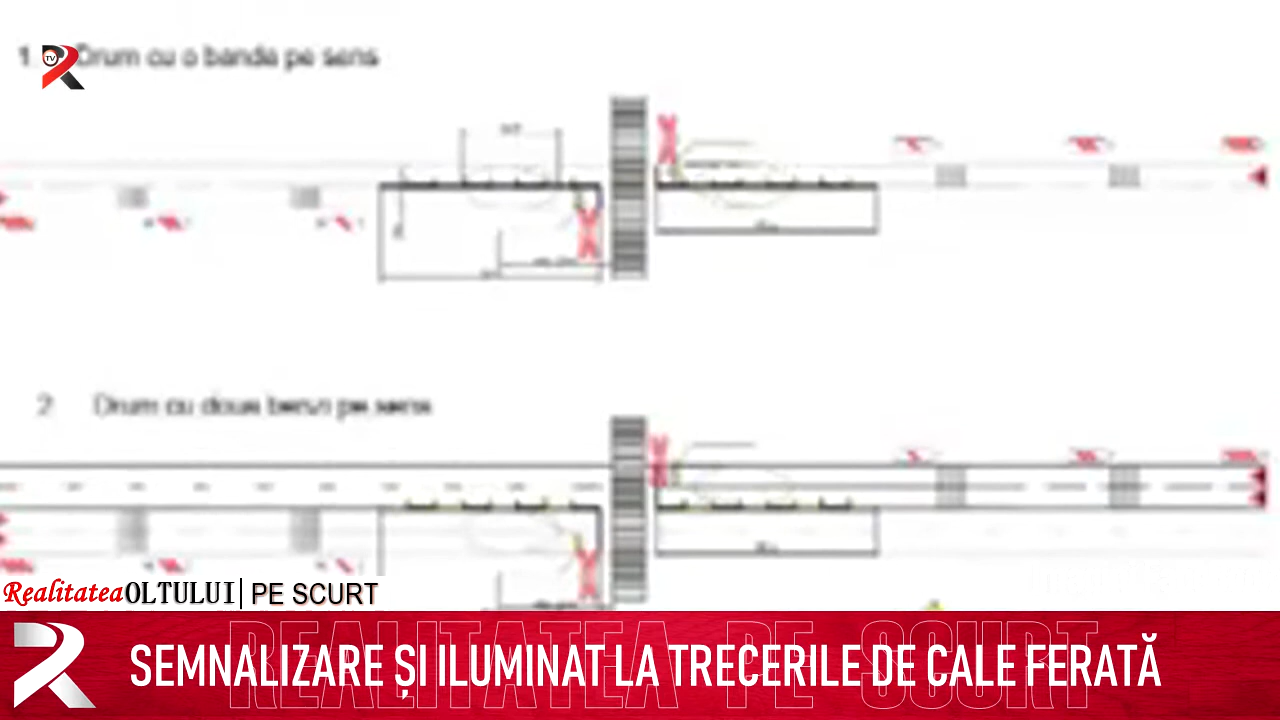 1. Drum cu o banda pe sens
TV
2 Drum cu doua benzi pe sens
RealitateaOLTULUI| PE SCURT
REALITATEA PE SCURT
SEMNALIZARE ȘI ILUMINAT LA TRECERILE DE CALE FERATĂ